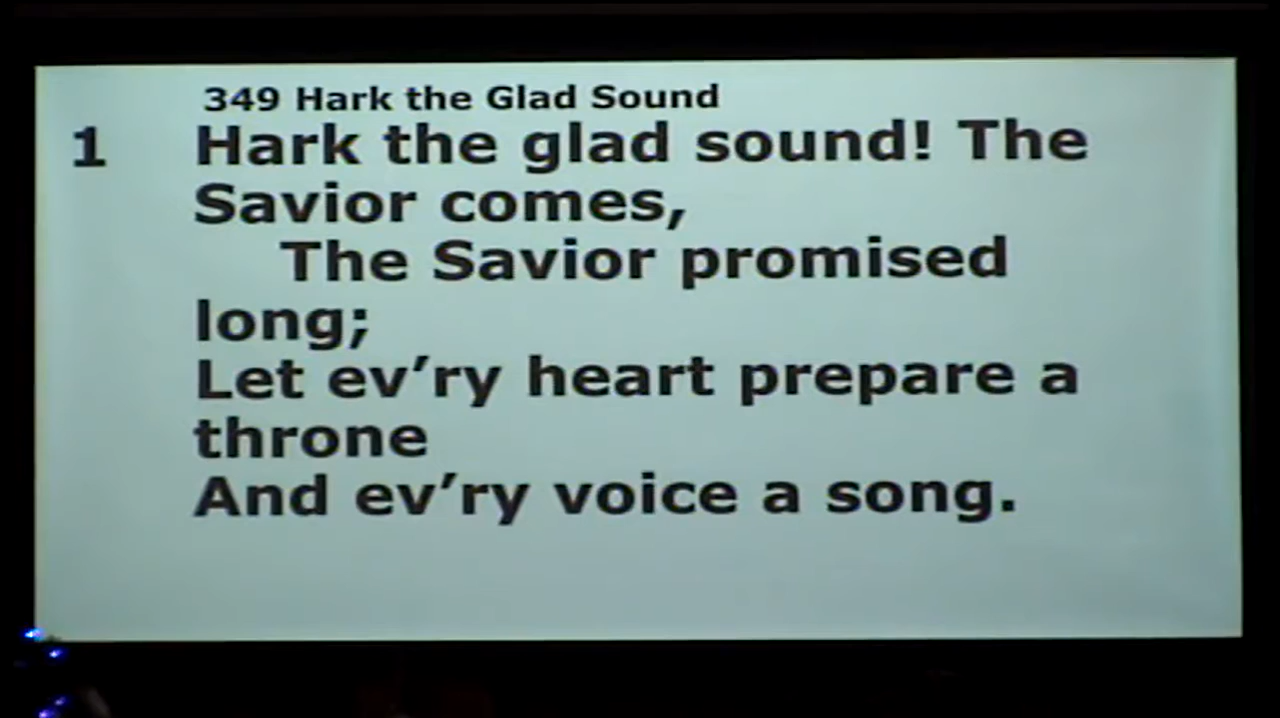 349 Hark the Glad Sound
1 Hark the glad sound! The
Savior comes,
The Savior promised
long;
Let ev’ry heart prepare a
throne
And ev’ry voice a song.